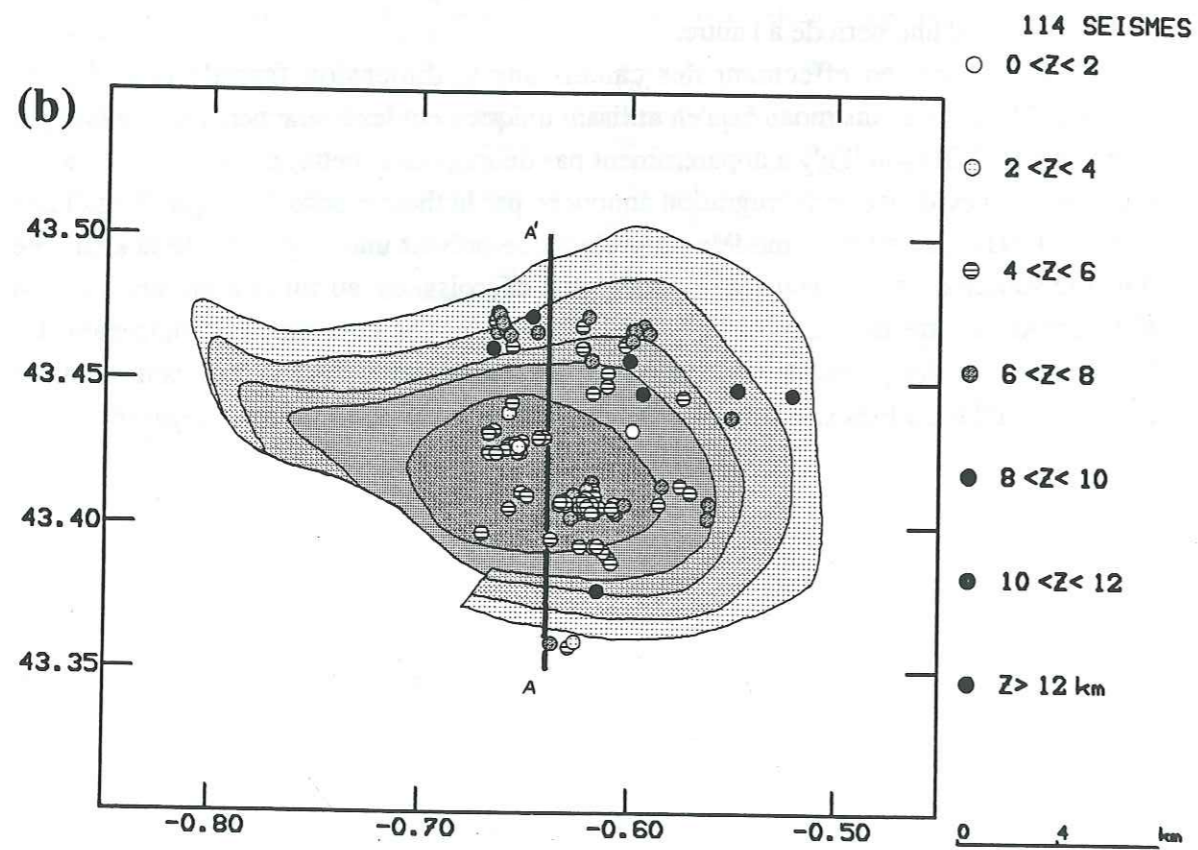 114 SEISMES
(b)
0 <Z< 2
2 <Z< 4
4 <Z< 6
6 <Z< 8
8 <Z< 10
10 <Z< 12
Z> 12 km
43.50
43.45
43.40
43.35
A'
A
-0.80
-0.70
-0.60
-0.50
0 4 km